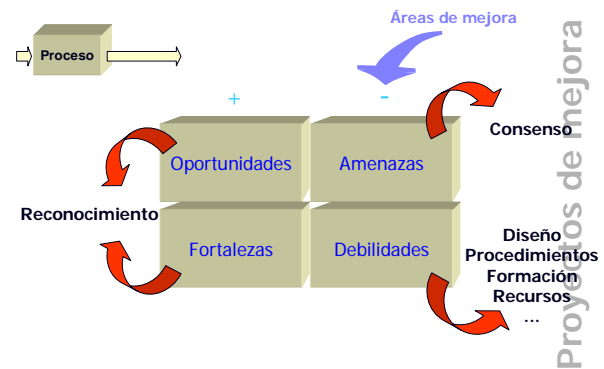 Áreas de mejora
Proceso
+
-
Consenso
Oportunidades
Amenazas
Reconocimiento
Fortalezas
Debilidades
Diseño
Procedimientos
Formación
Recursos
...
Proyectos de mejora